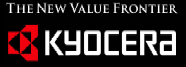 THE NEW VALUE FRONTIER
KYOCERa